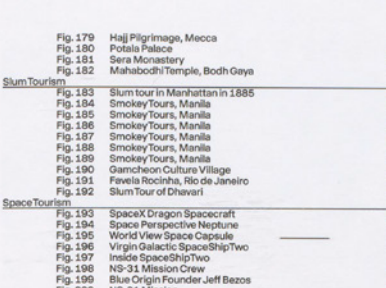 Fig. 179 Hajj Pilgrimage, Mecca
Fig. 180 Potala Palace
Fig. 181 Sera Monastery
Fig. 182 Mahabodhi Temple, Bodh Gaya
Slum Tourism
Fig. 183 Slum tour in Manhattan in 1885
Fig. 184 Smokey Tours, Manila
Fig. 185 Smokey Tours, Manila
Fig. 186 Smokey Tours, Manila
Fig. 187 Smokey Tours, Manila
Fig. 188 Smokey Tours, Manila
Fig. 189 Smokey Tours, Manila
Fig. 190 Gamcheon Culture Village
Fig. 191 Favela Rocinha, Rio de Janeiro
Fig. 192 Slum Tour of Dhavari
Space Tourism
Fig. 193 SpaceX Dragon Spacecraft
Fig. 194 Space Perspective Neptune
Fig. 195 World View Space Capsule
Fig. 196 Virgin Galactic SpaceShipTwo
Fig. 197 Inside SpaceShipTwo
Fig. 198 NS-31 Mission Crew
Fig. 199 Blue Origin Founder Jeff Bezos